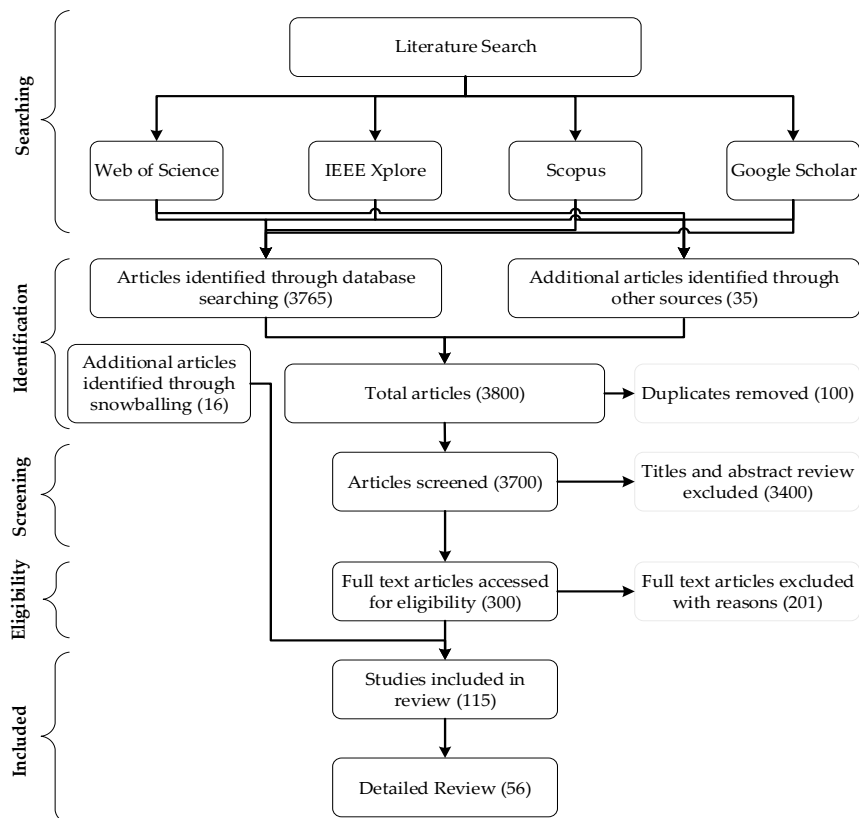 Searching
Literature Search
Web of Science
IEEE Xplore
Scopus
Google Scholar
Identification
Articles identified through database
searching (3765)
Additional articles identified through
other sources (35)
Additional articles
identified through
snowballing (16)
Total articles (3800)
Duplicates removed (100)
Screening
Articles screened (3700)
Titles and abstract review
excluded (3400)
Eligibility
Full text articles accessed
for eligibility (300)
Full text articles excluded
with reasons (201)
Included
Studies included in
review (115)
Detailed Review (56)